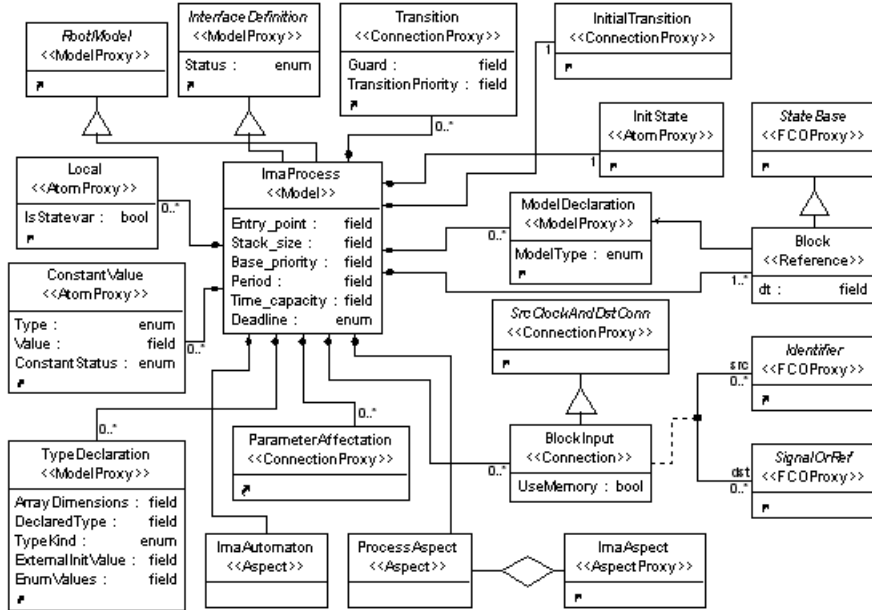 RootModel
<<ModelProxy>>
InterfaceDefinition
<<ModelProxy>>
Status : enum
Transition
<<ConnectionProxy>>
Guard : field
TransitionPriority : field
0..*
InitialTransition
<<ConnectionProxy>>
1
InitState
<<AtomProxy>>
1
StateBase
<<FCOProxy>>
Local
<<AtomProxy>>
IsStatevar : bool
0..*
ImaProcess
<<Model>>
Entry_point : field
Stack_size : field
Base_priority : field
Period : field
Time_capacity : field
Deadline : enum
ModelDeclaration
<<ModelProxy>>
ModelType : enum
0..*
Block
<<Reference>>
dt : field
1..*
ConstantValue
<<AtomProxy>>
Type : enum
Value : field
ConstantStatus : enum
0..*
SrcClockAndDstConn
<<ConnectionProxy>>
Identifier
<<FCOProxy>>
src
0..*
TypeDeclaration
<<ModelProxy>>
ArrayDimensions : field
DeclaredType : field
TypeKind : enum
ExternalInitValue : field
EnumValues : field
0..*
ParameterAffectation
<<ConnectionProxy>>
0..*
BlockInput
<<Connection>>
UseMemory : bool
0..*
SignalOrRef
<<FCOProxy>>
dst
0..*
ImaAutomaton
<<Aspect>>
ProcessAspect
<<Aspect>>
ImaAspect
<<AspectProxy>>